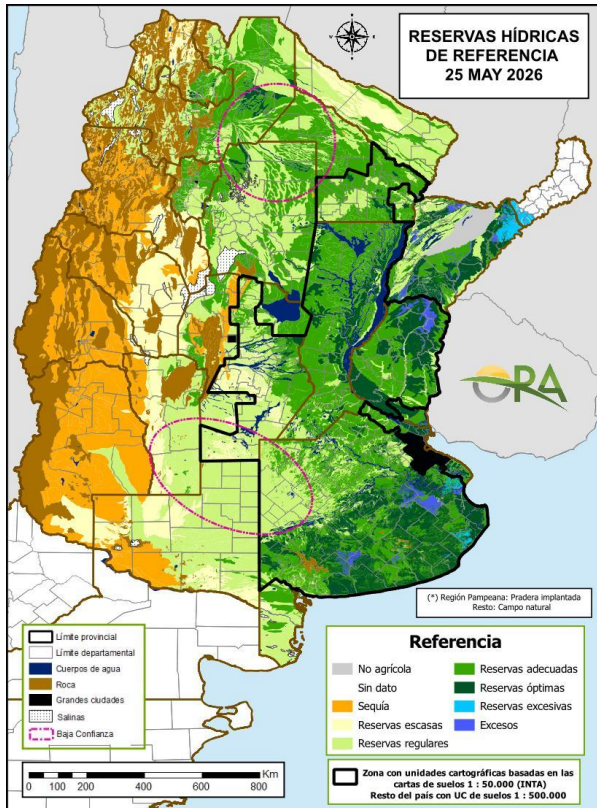 RESERVAS HÍDRICAS
DE REFERENCIA
25 MAY 2026
N
S
ORA
(*) Región Pampeana: Pradera implantada
Resto: Campo natural
Límite provincial
Límite departamental
Cuerpos de agua
Roca
Grandes ciudades
Salinas
Baja Confianza
Referencia
No agrícola
Sin dato
Sequía
Reservas escasas
Reservas regulares
Reservas adecuadas
Reservas óptimas
Reservas excesivas
Excesos
0 100 200 400 600 800 Km
Zona con unidades cartográficas basadas en las
cartas de suelos 1 : 50.000 (INTA)
Resto del país con UC de suelos 1 : 500.000